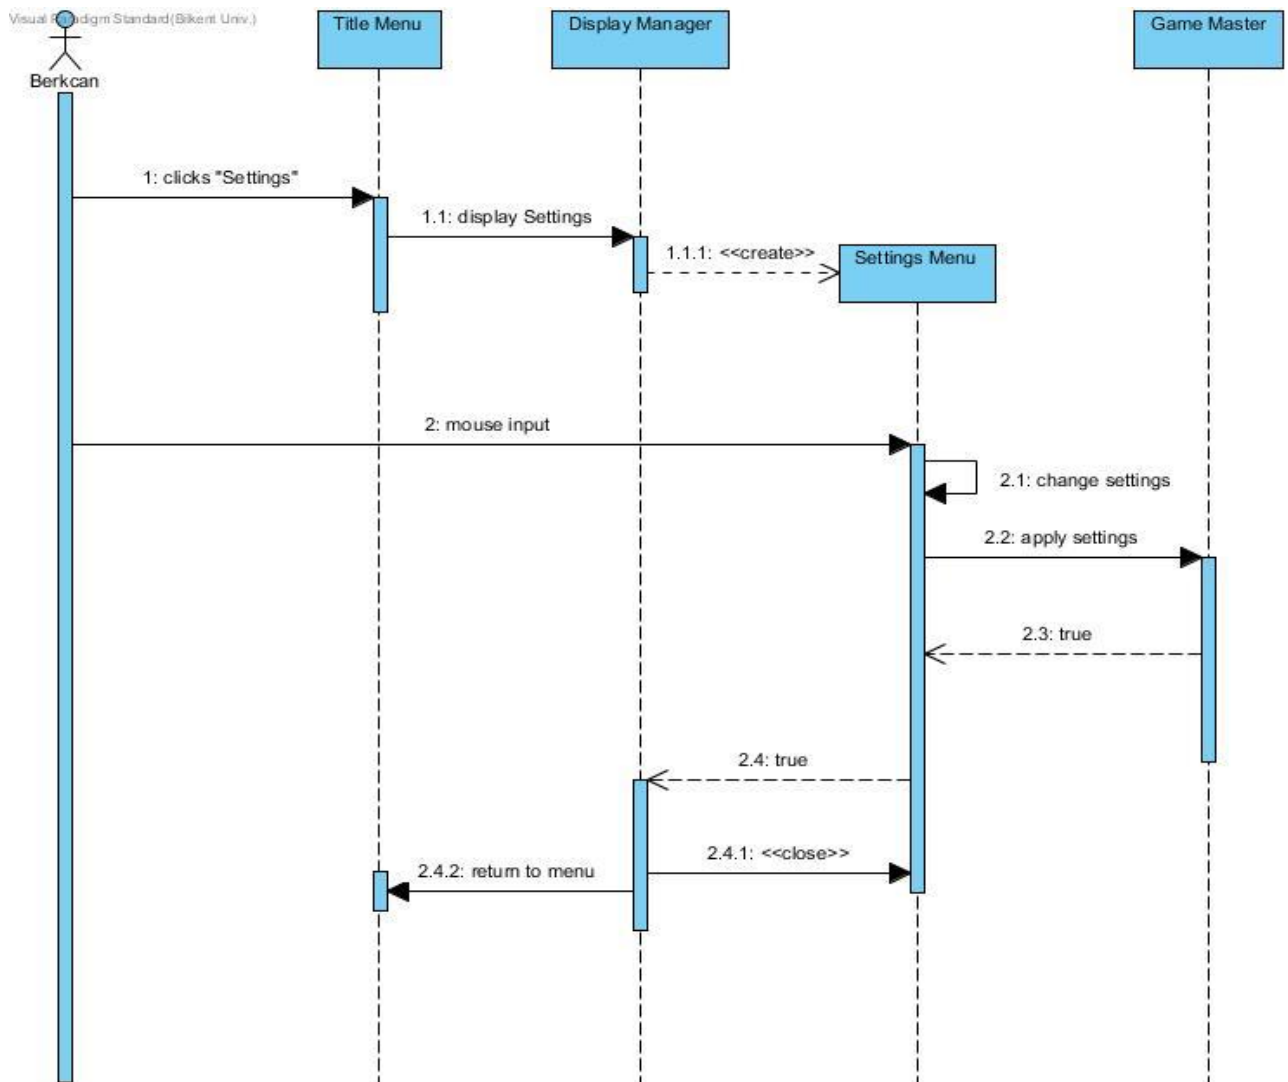 Visual Paradigm Standard(Bilkent Univ.)
Berkcan
Title Menu
Display Manager
Game Master
1: clicks "Settings"
1.1: display Settings
1.1.1: <<create>>
Settings Menu
2: mouse input
2.1: change settings
2.2: apply settings
2.3: true
2.4: true
2.4.1: <<close>>
2.4.2: return to menu